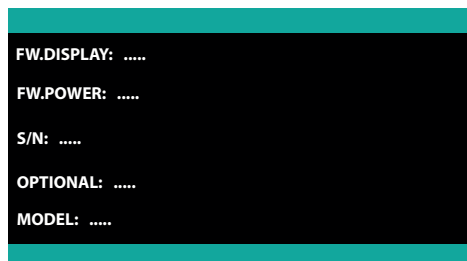 FW.DISPLAY: .....
FW.POWER: .....
S/N: .....
OPTIONAL: .....
MODEL: .....